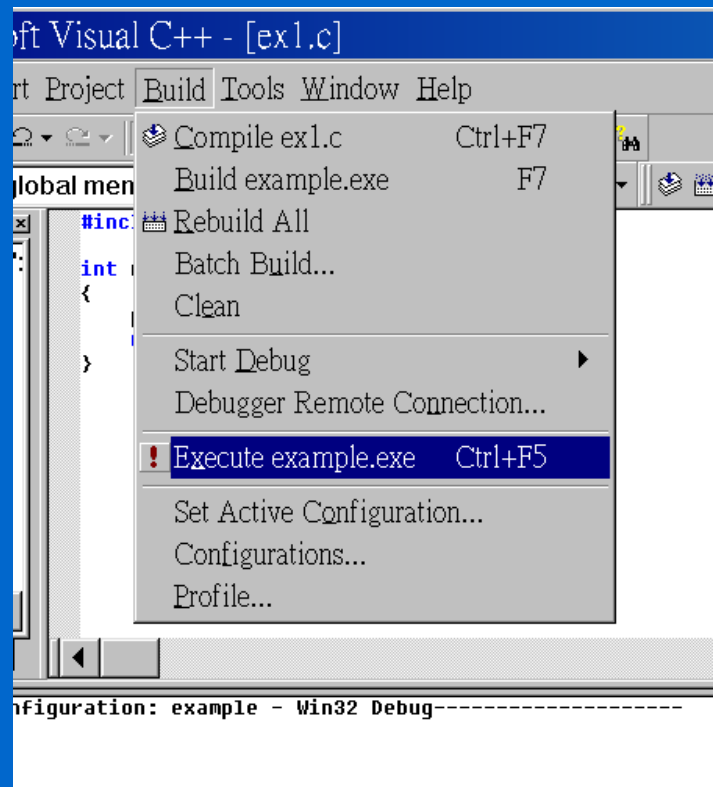 oft Visual C++ - [ex1.c]
rt Project Build Tools Window Help
Compile ex1.c Ctrl+F7
Build example.exe F7
Rebuild All
Batch Build...
Clean
Start Debug
Debugger Remote Connection...
Execute example.exe Ctrl+F5
Set Active Configuration...
Configurations...
Profile...
lobal men
#inc
int
{
}
nfiguration: example - Win32 Debug--------------------